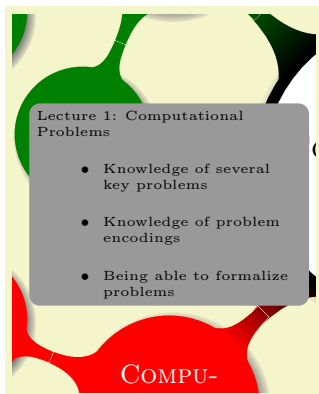 Lecture 1: Computational
Problems
• Knowledge of several
key problems
• Knowledge of problem
encodings
• Being able to formalize
problems
COMPU-